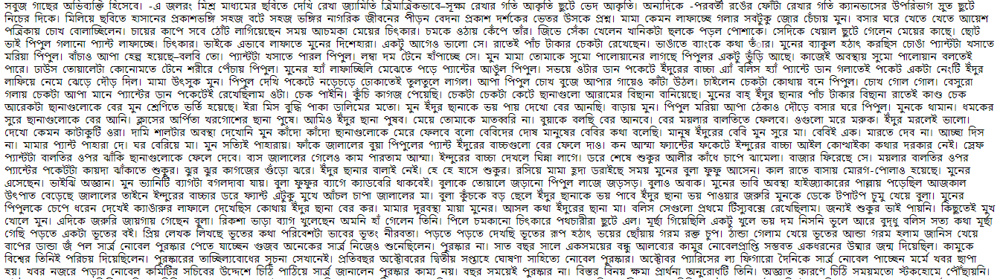 সবুজ গাছের অভিব্যক্তি হিসেবে। -এ জলরং মিশ্র মাধ্যমের ছবিতে দেখি রেখা জ্যামিতি ত্রিমাত্রিকভাবে–সূক্ষ্ম রেখার গতি আকৃতি ছুটে ভেদ আকৃতি। অন্যদিকে -পরবর্তী রঙের ফোঁটা রেখার গতি ক্যানভাসের উপরিভাগ দ্রুত ছুটে
নিচের দিকে। মিলিয়ে ছবিতে হাসানের প্রকাশভঙ্গি সহজ বটে সহজ ভঙ্গির নাগরিক জীবনের পীড়ন বেদনা প্রকাশ দর্শকের ভেতর উসকে প্রশ্ন। মামা কেমন লাফাচ্ছে গলার সবটুকু জোর চেঁচায় মুন। বসার ঘরে খেতে খেতে আয়েশ
পত্রিকায় চোখ বোলাচ্ছিলেন। চায়ের কাপে সবে ঠোঁট লাগিয়েছেন সময় আচমকা মেয়ের চিৎকার। চমকে ওঠায় কেঁপে তাঁর। জিভে সেঁকা খেলেন খানিকটা ছলকে পড়ল পোশাকে। সেদিকে খেয়াল ছুটে গেলেন মেয়ের কাছে। ছোট
ভাই পিপুল গলানো প্যান্ট লাফাচ্ছে। চিৎকার। ভাইকে এভাবে লাফাতে মুনের দিশেহারা। একটু আগেও ভালো সে। রাতেই পাঁচ টাকার চেকটা রেখেছেন। ভাঙাতে ব্যাংকে কথা তাঁর। মুনের ব্যাকুল হঠাৎ করছিস চোঙা প্যান্টটা খসাতে
মরিয়া পিপুল। বাঁচাও আপা হেল্প হয়েছে–বলবি তো। প্যান্টটা খসাতে পারল পিপুল। লম্বা দম টেনে হাঁপাচ্ছে সে। মুন মামা তোমাকে সুমো পালোয়ানের লাগছে পিপুলের একটু ভুঁড়ি আছে। কাজেই অবস্থায় সুমো পালোয়ান বলতেই
পারে। ঢাউস তোয়ালেটা কোনোমতে টেনে শরীরে পেঁচায় পিপুল। মুনের হ্যাঁ লাফাচ্ছিলি মেঝেতে পড়ে প্যান্টের আঙুল পিপুল। সভয়ে ওটার ডান পকেটে ইঁদুরের বাচ্চা এ্যাঁ বলিস হ্যাঁ প্যান্টে ডান গলাতেই পকেট একটা নেংটি ইঁদুর
লাফিয়ে নেমে ঝেড়ে দৌড় দিল। মামা উৎসুক মুন। পিপুল দেখি পকেটে নড়েচড়ে ঢোকাতেই তুলতুলে লাগল। আপা পিপুল চোখ বুজে আপার গায়েও কাঁটা উঠল। চাইলেন চেকটা কোথায় বনে পিপুল। চোখ গোল গোল। বেসুরো
গলায় চেকটা আপা মানে প্যান্টের ডান পকেটেই রেখেছিলাম ওটা। চেক পাইনি। কুঁচি কাগজ পেয়েছি। চেকটা চেকটা কেটে ছানাগুলো আরামের বিছানা বানিয়েছে। মুনের বাহ্ ইঁদুর ছানার পাঁচ টাকার বিছানা রাতেই কাণ্ড চেক
আরেকটা ছানাগুলোকে বের মুন শ্রেণিতে ভর্তি হয়েছে। ইরা মিস বুদ্ধি পাকা ডালিমের মতো। মুন ইঁদুর ছানাকে ভয় পায় দেখো বের আনছি। বাড়ায় মুন। পিপুল মরিয়া আপা ঠেকাও দৌড়ে বসার ঘরে পিপুল। মুনকে থামান। ধমকের
সুরে ছানাগুলোকে বের আনি। ক্লাসের অর্পিতা খরগোশের ছানা পুষে। আমিও ইঁদুর ছানা পুষব। মেয়ে তোমাকে মাতব্বরি না। বুয়াকে বলছি বের আনবে। বের ময়লার বালতিতে ফেলবে। ওগুলো মরে মরুক। ইঁদুর মরলেই ভালো।
দেখো কেমন কাটাকুটি ওরা। দামি শালটার অবস্থা দেখোনি মুন কাঁদো কাঁদো ছানাগুলোকে মেরে ফেলবে বলো বেবিদের দোষ মানুষের বেবির কথা বলেছি। মানুষ ইঁদুরের বেবি মুন সুরে মা। বেবিই এক। মারতে দেব না। আচ্ছা দিস
না। মামার প্যান্ট পাহারা দে। ঘর বেরিয়ে মা। মুন সত্যিই পাহারায়। ফাঁকে জালালের বুয়া পিপুলের প্যান্ট ইঁদুরের বাচ্চগুলো বের ফেলে দাও। কন আম্মা ফ্যান্টের ফকেটে ইন্দুরের বাচ্চা আইল কোত্থাইকা কথার দরকার নেই। স্রেফ
প্যান্টটা বালতির ওপর ঝাঁকি ছানাগুলোকে ফেলে দেবে। ব্যস জালালের গেলেও কাম পারতাম আম্মা। ইন্দুরের বাচ্চা দেখলে ঘিন্না লাগে। ডরে শেষে শুকুর আলীর কাঁধে চাপে ঝামেলা। বাজার ফিরেছে সে। ময়লার বালতির ওপর
প্যান্টের পকেটটা কায়দা ঝাঁকাতে শুকুর। ঝুর ঝুর কাগজের গুঁড়ো ঝরে। ইঁদুর ছানার বালাই নেই। হে হে হাসে শুকুর। রসিয়ে মামা হুদা ডরাইছে সময় মুনের বুলা ফুফু আসেন। কাল রাতে বাসায় মোরগ-পোলাও হয়েছে। মুনের
এসেছেন। ভাইঝি অজ্ঞান। মুন ভ্যানিটি ব্যাগটা বগলদাবা যায়। বুলা ফুফুর ব্যাগে ক্যাডবেরি থাকবেই। বুলাকে তোয়ালে জড়ানো পিপুল লাজে জড়সড়। বুলাও অবাক। মুনের ভাবি অবস্থা হাইজ্যাকারের পাল্লায় পড়েছিল আজকাল
উৎপাত বেড়েছে জালালের তাইনে ইন্দুরের বাচ্চার ডরে ফ্যান্ট এটুকু মুখে আঁচল চাপা জালালের মা। বুলা কুঁচকে বড় ছেলে ইঁদুর ছানাকে ভয় পাবে ইঁদুর ছানা ভয় পাওয়ার জরুরি মুনকে ডেকে টপাটপ চুমু খেয়ে বুলা। মুনের
পিপুলকে চেপে ধরেন দেখেই ক্যাঙারুর লাফালে দেখেছিস কোথায় ইঁদুর ছানা বের কর। মামার দুরবস্থা মায়া মুনের। আসল কথা ইঁদুরের ছানা মা। বলিস সেগুলো প্রথমে টিস্যুবক্সে রেখেছিলাম। জন্যই শুকুর ভাই পায়নি। কিছুতেই মুখ
খোলে মুন। এদিকে জরুরি জায়গায় গেছেন বুলা। রিকশা ভাড়া ব্যাগ খুলেছেন অমনি হাঁ গেলেন তিনি। পিলে চমকানো চিৎকারে পথচারীরা ছুটে এল। মূর্ছা গিয়েছিলি একটু খুলে ভয় দম নিসনি ভুলে আরে বুদ্ধু বলিস সত্য কথা মূর্ছা
গেছি পড়তে একটা ভূতের বই। প্রিয় লেখক লিখছে ভূতের কথা পরিবেশটা ভাবের ভূতং নীরবতা। পড়তে পড়তে দেখছি ভূতের রূপ হঠাৎ ভয়ের ছোঁয়ায় গরম রক্ত চুপ। ঠান্ডা গেলাম খেয়ে ভূতের আন্ডা গরম হলাম জানিস খেয়ে
বাপের ডান্ডা জঁ পল সার্ত্র নোবেল পুরস্কার পেতে যাচ্ছেন গুজব অনেকের সার্ত্র নিজেও শুনেছিলেন। পুরস্কার না। সাত বছর সালে একসময়ের বন্ধু আলব্যের কামুর নোবেলপ্রাপ্তি সম্ভবত একধরনের উষ্মার জন্ম দিয়েছিল। কামুকে
বিশ্বের তিনিই পরিচয় দিয়েছিলেন। পুরস্কারের তাচ্ছিল্যবোধের সূচনা সেখানেই। প্রতিবছর অক্টোবরের দ্বিতীয় সপ্তাহে ঘোষণা সাহিত্যে নোবেল পুরস্কার। অক্টোবর প্যারিসের ল্য ফিগারো দৈনিকে সার্ত্র নোবেল পাচ্ছেন মর্মে খবর ছাপা
হয়। খবর নজরে পড়ার নোবেল কমিটির সচিবের উদ্দেশে চিঠি পাঠিয়ে সার্ত্র জানালেন পুরস্কার কাম্য নয়। বছর সময়েই পুরস্কার না। বিস্তর বিনয় ক্ষমা প্রার্থনা অনুরোধটি তিনি। অজ্ঞাত কারণে চিঠি সময়মতো স্টকহোমে পৌঁছায়নি।